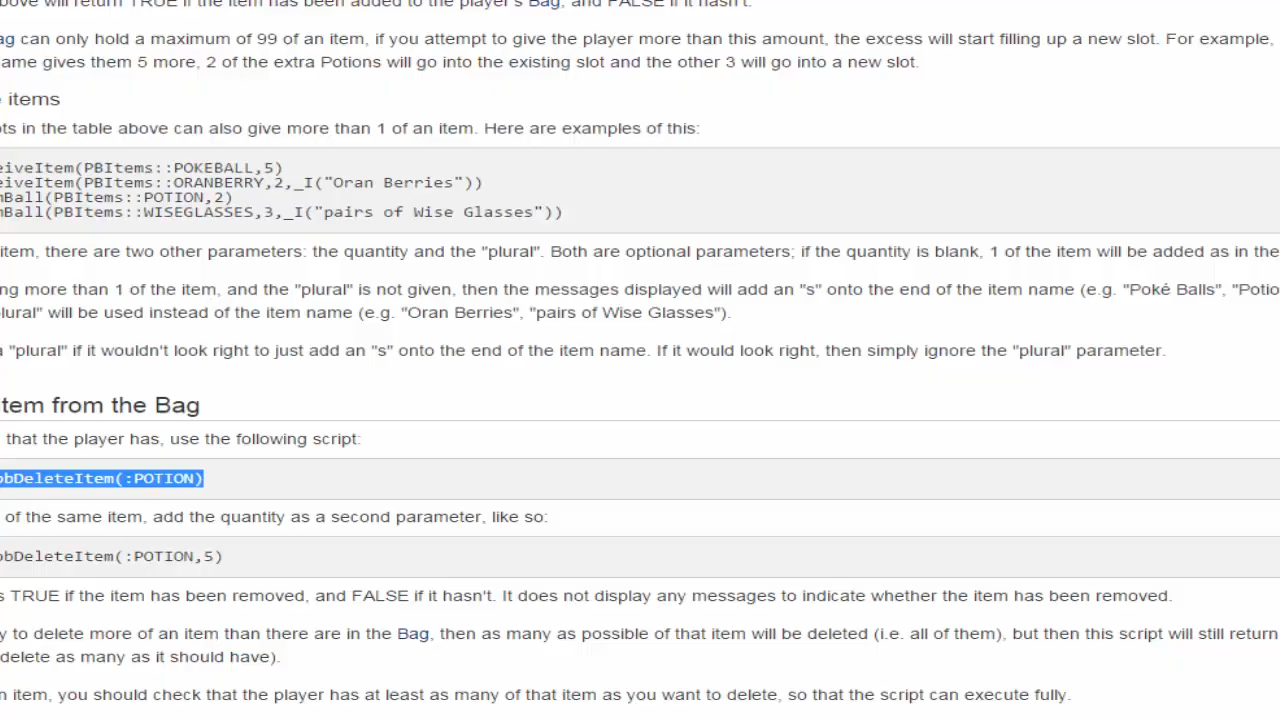 ove will return TRUE if the item has been added to the player's Bag, and FALSE if it hasn't.
ag can only hold a maximum of 99 of an item, if you attempt to give the player more than this amount, the excess will start filling up a new slot. For example,
ame gives them 5 more, 2 of the extra Potions will go into the existing slot and the other 3 will go into a new slot.
items
ots in the table above can also give more than 1 of an item. Here are examples of this:
eiveItem(PBItems::POKEBALL,5)
eiveItem(PBItems::ORANBERRY,2,_I("Oran Berries"))
mBall(PBItems::POTION,2)
mBall(PBItems::WISEGLASSES,3,_I("pairs of Wise Glasses"))
item, there are two other parameters: the quantity and the "plural". Both are optional parameters; if the quantity is blank, 1 of the item will be added as in the
ng more than 1 of the item, and the "plural" is not given, then the messages displayed will add an "s" onto the end of the item name (e.g. "Poké Balls", "Potio
lural" will be used instead of the item name (e.g. "Oran Berries", "pairs of Wise Glasses").
a "plural" if it wouldn't look right to just add an "s" onto the end of the item name. If it would look right, then simply ignore the "plural" parameter.
tem from the Bag
that the player has, use the following script:
obDeleteItem(:POTION)
of the same item, add the quantity as a second parameter, like so:
obDeleteItem(:POTION,5)
s TRUE if the item has been removed, and FALSE if it hasn't. It does not display any messages to indicate whether the item has been removed.
y to delete more of an item than there are in the Bag, then as many as possible of that item will be deleted (i.e. all of them), but then this script will still return
delete as many as it should have).
n item, you should check that the player has at least as many of that item as you want to delete, so that the script can execute fully.